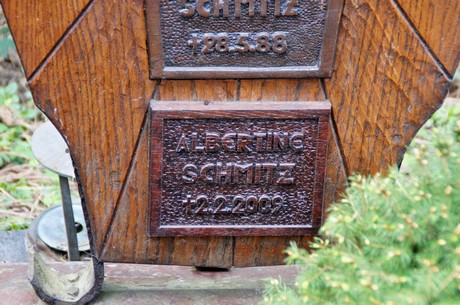 SCHMITZ
†28.5.88
ALBERTINE
SCHMITZ
†2.2.2009